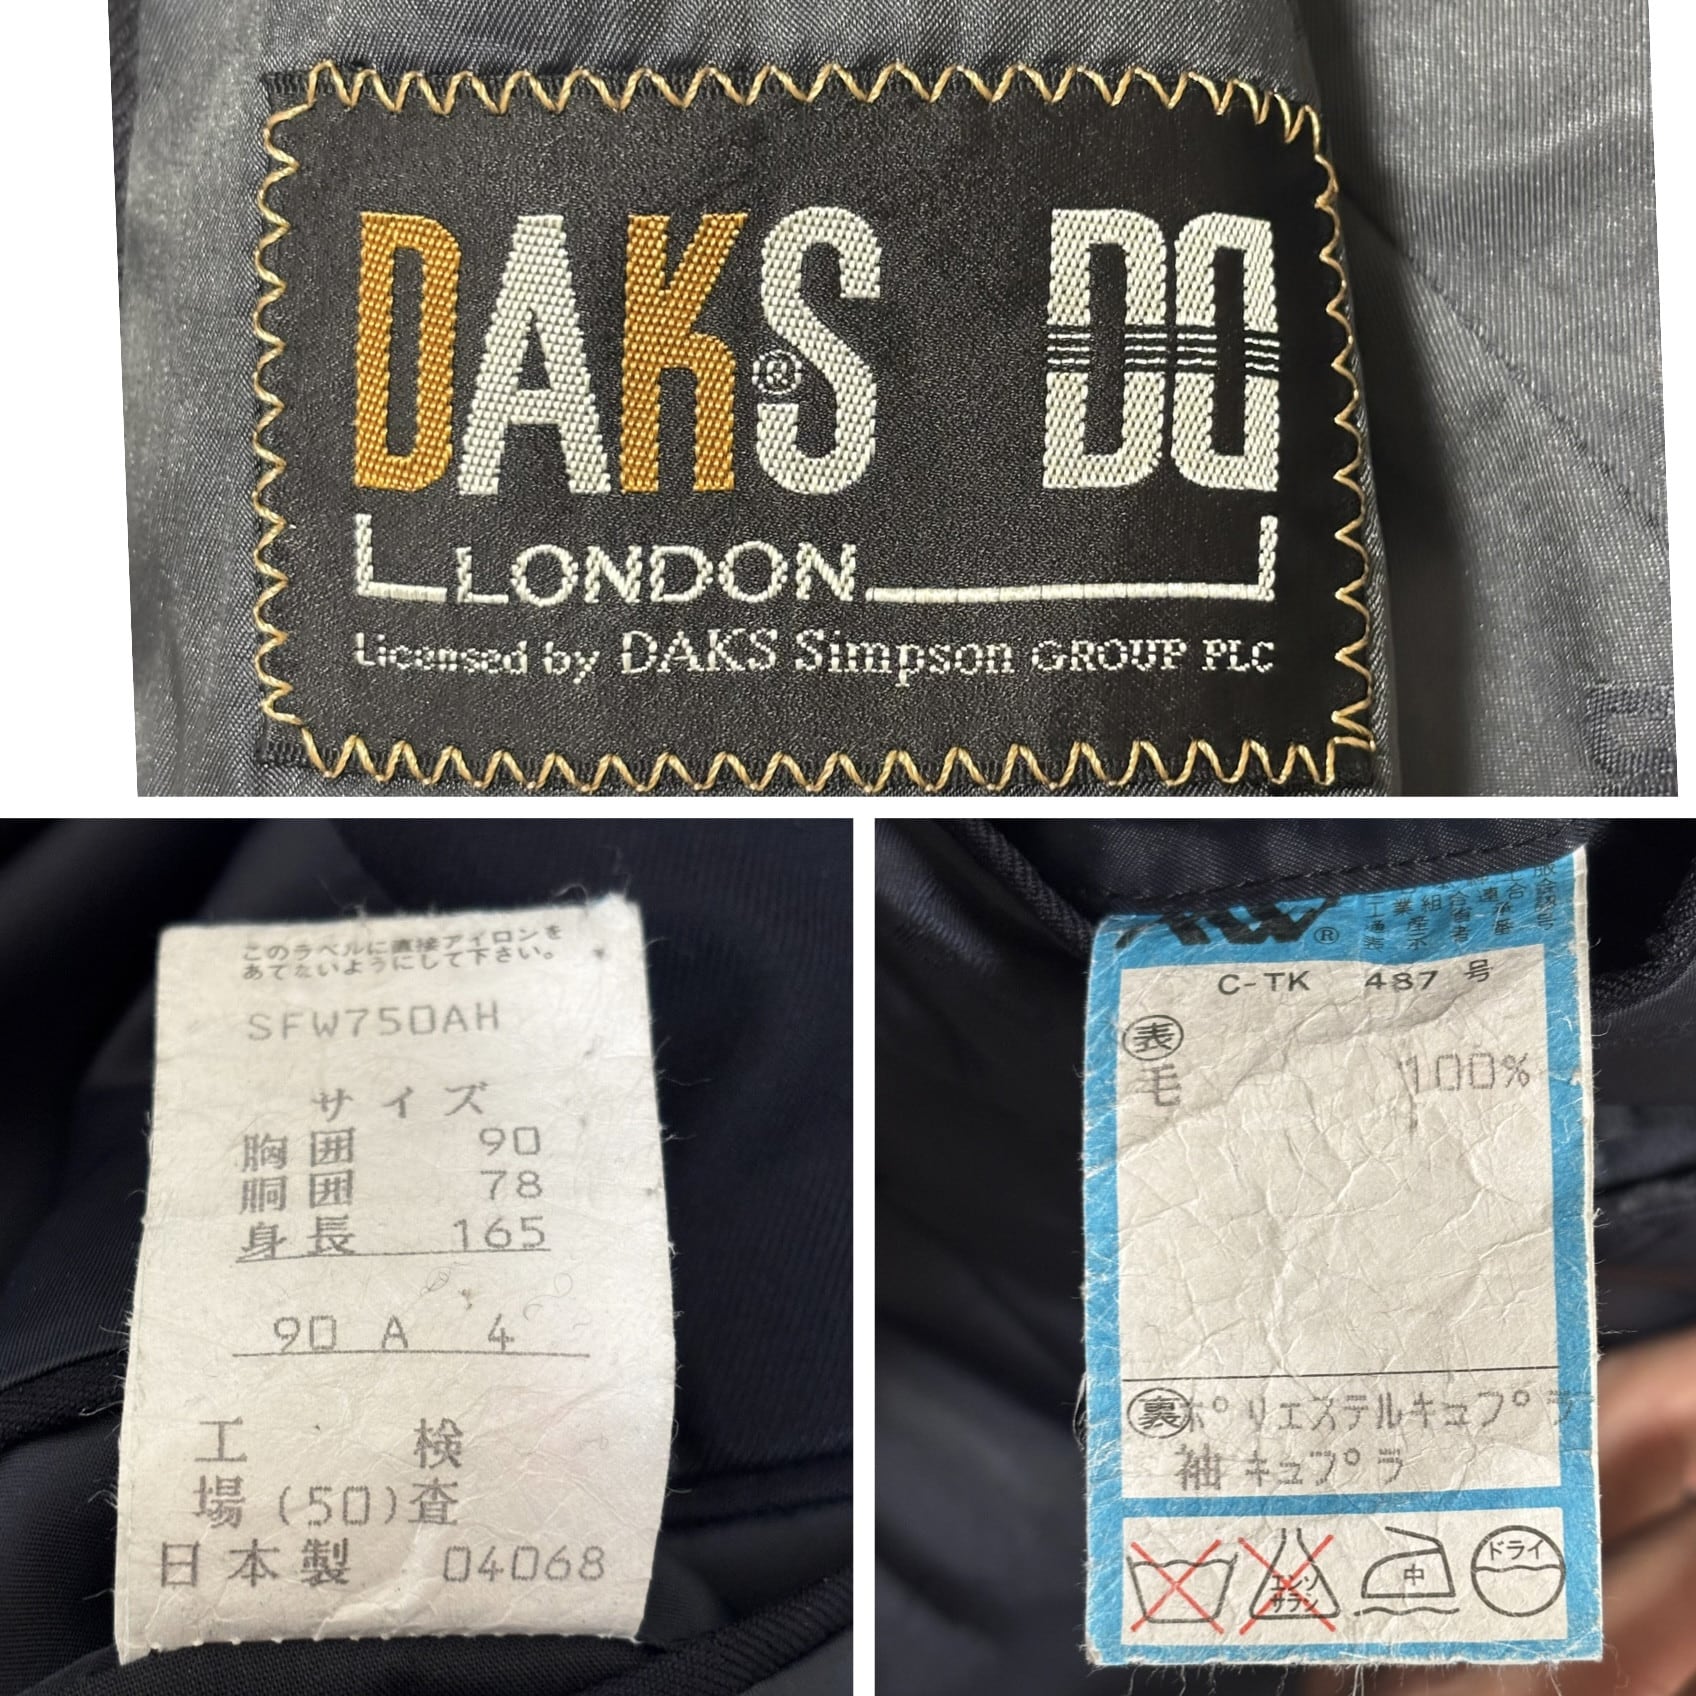 DAKS® DD
LONDON
Licensed by DAKS Simpson GROUP PLC
このラベルに直接アイロンを
あてないようにして下さい。
SFW750AH
サイズ
胸囲 90
胴囲 78
身長 165
90 A 4
工 検
場(50)査
日本製 04068
®
C-TK 487 号
表
毛 100%
裏 ポリエステルキュプラ
袖 キュプラ
エンソ
サラシ
中
ドライ